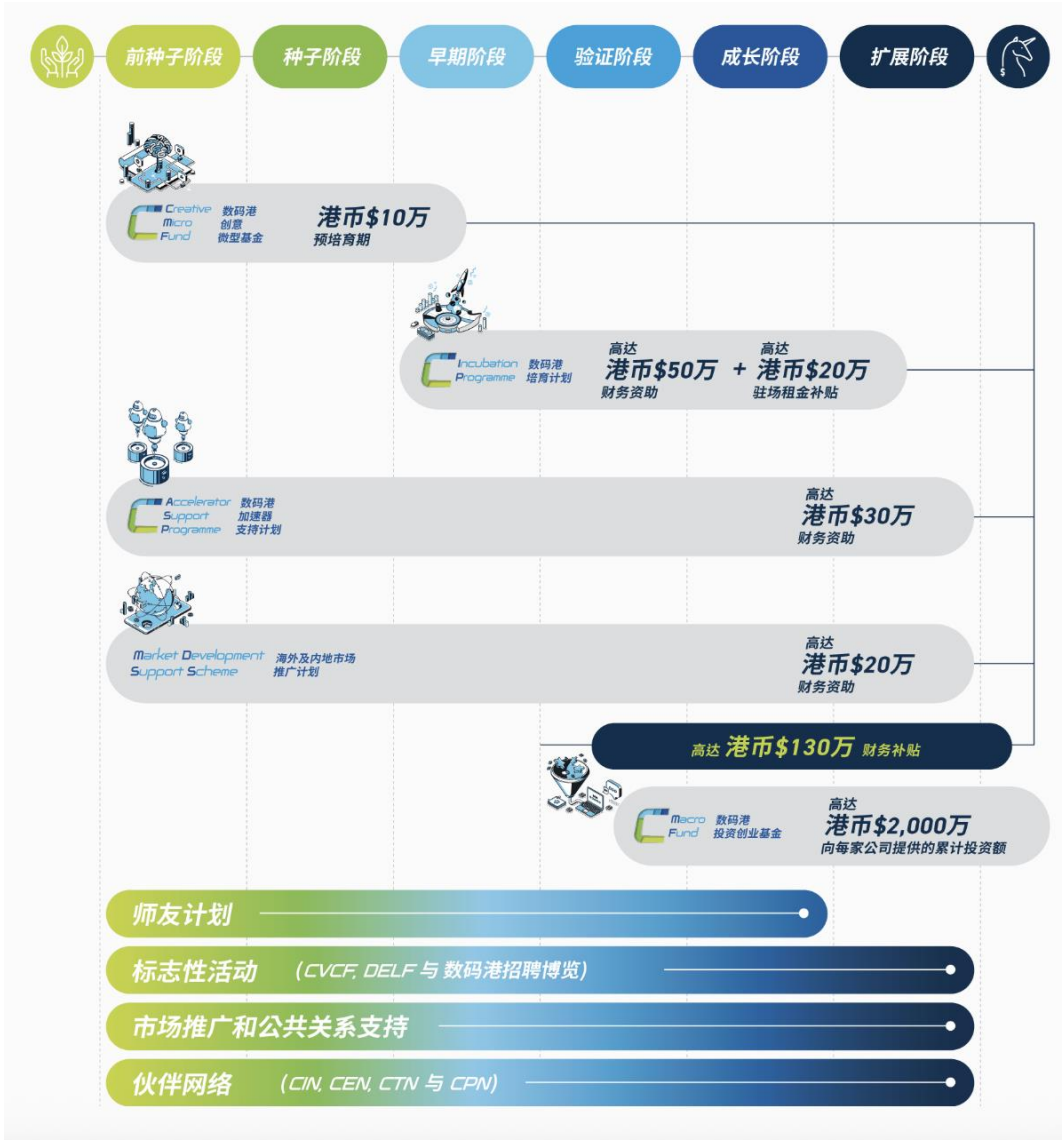 前种子阶段
种子阶段
早期阶段
验证阶段
成长阶段
扩展阶段
$
Creative
Micro
Fund
数码港
创意
微型基金
港币$10万
预培育期
Incubation
Programme
数码港
培育计划
高达
港币$50万
财务资助
+
高达
港币$20万
驻场租金补贴
Accelerator
Support
Programme
数码港
加速器
支持计划
高达
港币$30万
财务资助
Market Development
Support Scheme
海外及内地市场
推广计划
高达
港币$20万
财务资助
高达 港币$130万 财务补贴
Macro
Fund
数码港
投资创业基金
高达
港币$2,000万
向每家公司提供的累计投资额
师友计划
标志性活动 (CVCF, DELF 与 数码港招聘博览)
市场推广和公共关系支持
伙伴网络 (CIN, CEN, CTN 与 CPN)